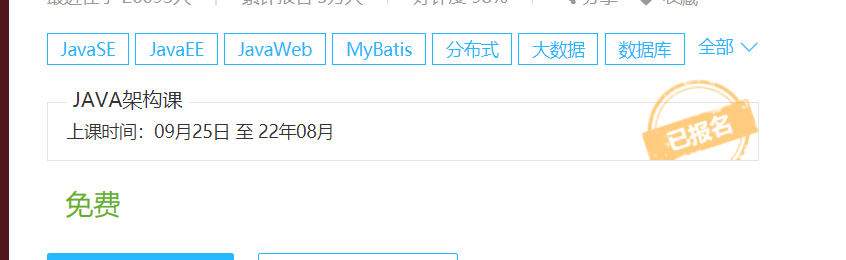 JavaSE JavaEE JavaWeb MyBatis 分布式 大数据 数据库 全部
JAVA架构课
上课时间：09月25日 至 22年08月
已报名
免费